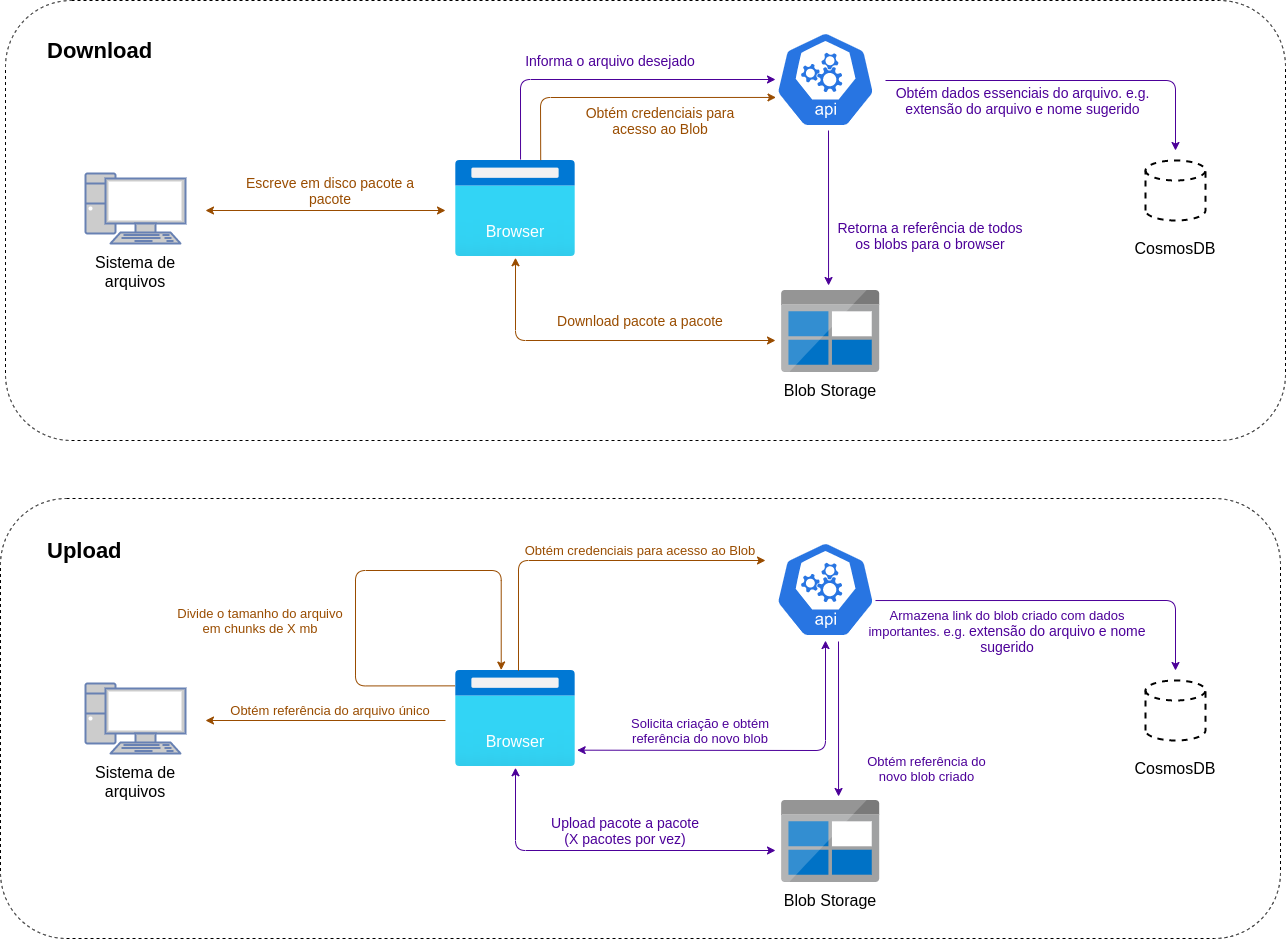 Download
Informa o arquivo desejado
Obtém credenciais para
acesso ao Blob
api
Obtém dados essenciais do arquivo. e.g.
extensão do arquivo e nome sugerido
Escreve em disco pacote a
pacote
Browser
Sistema de
arquivos
Retorna a referência de todos
os blobs para o browser
CosmosDB
Download pacote a pacote
Blob Storage
Upload
Obtém credenciais para acesso ao Blob
Divide o tamanho do arquivo
em chunks de X mb
api
Armazena link do blob criado com dados
importantes. e.g. extensão do arquivo e nome
sugerido
Obtém referência do arquivo único
Browser
Sistema de
arquivos
Solicita criação e obtém
referência do novo blob
Obtém referência do
novo blob criado
CosmosDB
Upload pacote a pacote
(X pacotes por vez)
Blob Storage